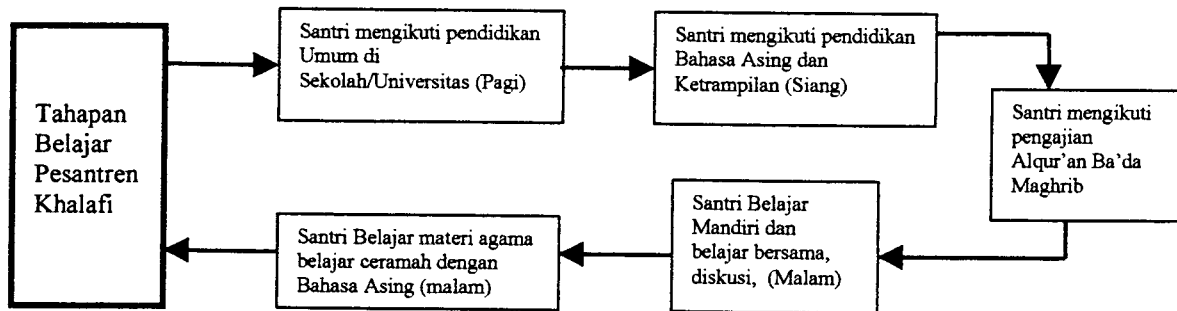 Tahapan
Belajar
Pesantren
Khalafi
Santri mengikuti pendidikan
Umum di
Sekolah/Universitas (Pagi)
Santri mengikuti pendidikan
Bahasa Asing dan
Ketrampilan (Siang)
Santri mengikuti
pengajian
Alqur'an Ba'da
Maghrib
Santri Belajar
Mandiri dan
belajar bersama,
diskusi, (Malam)
Santri Belajar materi agama
belajar ceramah dengan
Bahasa Asing (malam)